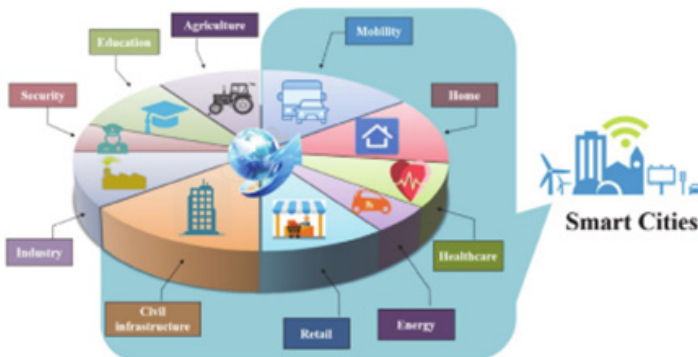 Agriculture
Mobility
Education
Security
Home
Smart Cities
Industry
Healthcare
Civil
infrastructure
Retail
Energy